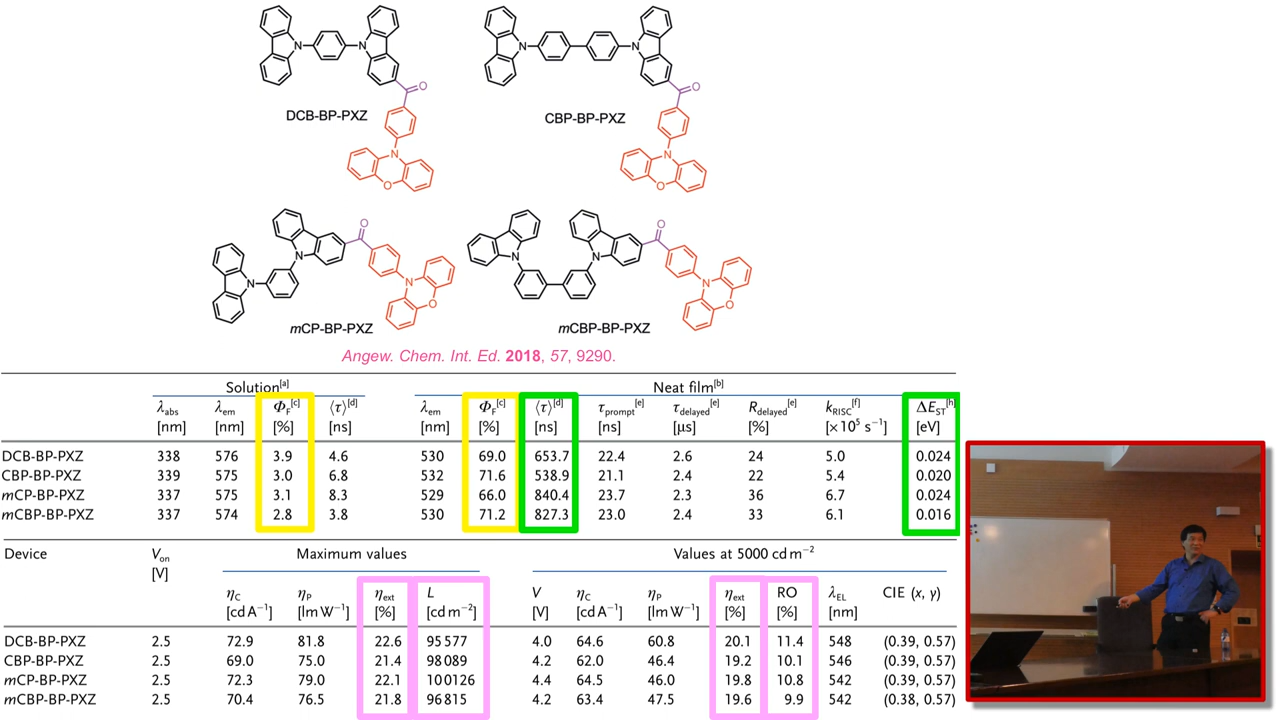 N N
O
DCB-BP-PXZ
N
O
N N
O
CBP-BP-PXZ
N
O
O
N
N
N
O
mCP-BP-PXZ
O
N N
N
O
mCBP-BP-PXZ
Angew. Chem. Int. Ed. 2018, 57, 9290.
Solution[a] Neat film[b]
λabs λem ΦF[c] ⟨τ⟩[d] λem ΦF[c] ⟨τ⟩[d] τprompt[e] τdelayed[e] Rdelayed[e] kRISC[f] ΔEST[h]
[nm] [nm] [%] [ns] [nm] [%] [ns] [ns] [μs] [%] [×10⁵ s⁻¹] [eV]
DCB-BP-PXZ 338 576 3.9 4.6 530 69.0 653.7 22.4 2.6 24 5.0 0.024
CBP-BP-PXZ 339 575 3.0 6.8 532 71.6 538.9 21.1 2.4 22 5.4 0.020
mCP-BP-PXZ 337 575 3.1 8.3 529 66.0 840.4 23.7 2.3 36 6.7 0.024
mCBP-BP-PXZ 337 574 2.8 3.8 530 71.2 827.3 23.0 2.4 33 6.1 0.016
Device Von Maximum values Values at 5000 cd m⁻²
[V]
ηC ηP ηext L V ηC ηP ηext RO λEL CIE (x, y)
[cd A⁻¹] [lm W⁻¹] [%] [cd m⁻²] [V] [cd A⁻¹] [lm W⁻¹] [%] [%] [nm]
DCB-BP-PXZ 2.5 72.9 81.8 22.6 95 577 4.0 64.6 60.8 20.1 11.4 548 (0.39, 0.57)
CBP-BP-PXZ 2.5 69.0 75.0 21.4 98 089 4.2 62.0 46.4 19.2 10.1 546 (0.39, 0.57)
mCP-BP-PXZ 2.5 72.3 79.0 22.1 100 126 4.4 64.5 46.0 19.8 10.8 542 (0.39, 0.57)
mCBP-BP-PXZ 2.5 70.4 76.5 21.8 96 815 4.2 63.4 47.5 19.6 9.9 542 (0.38, 0.57)